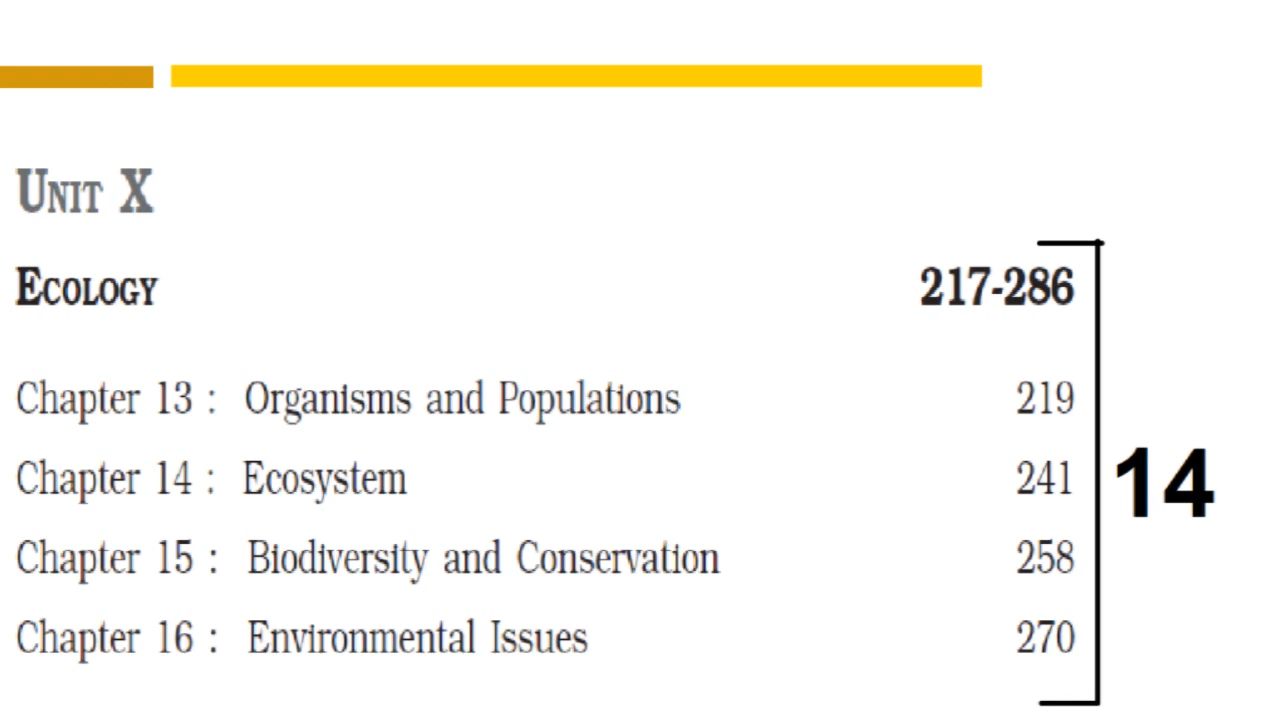 UNIT X
ECOLOGY 217-286
Chapter 13 : Organisms and Populations 219
Chapter 14 : Ecosystem 241
Chapter 15 : Biodiversity and Conservation 258
Chapter 16 : Environmental Issues 270
14